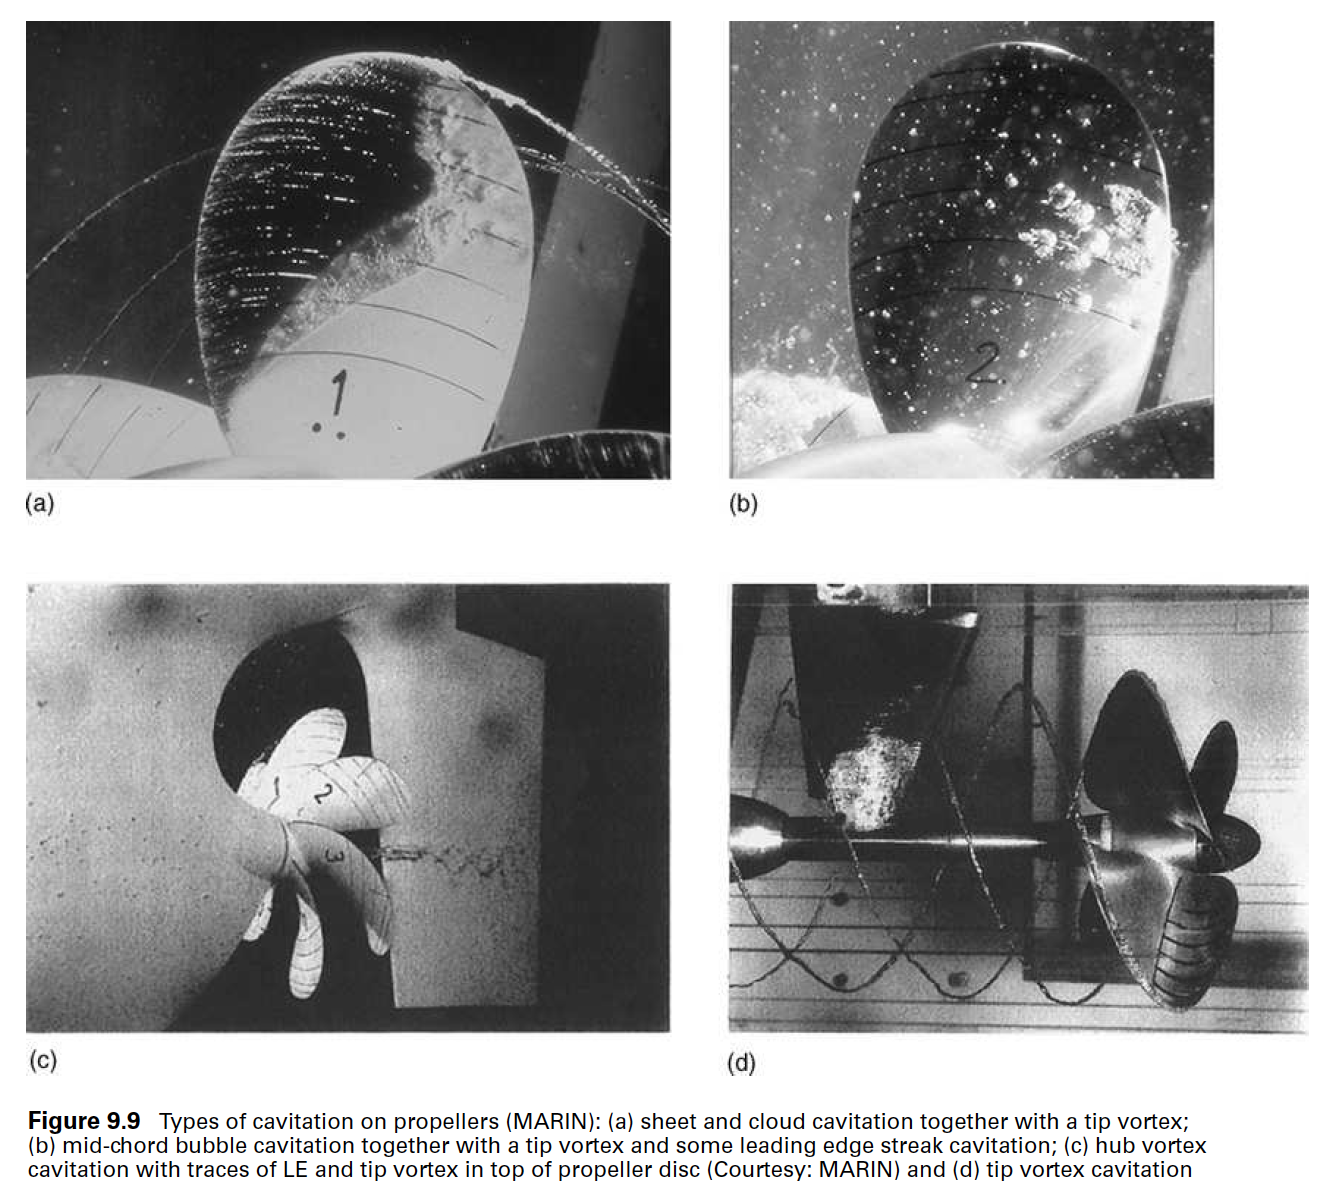 1
2.
(a)
(b)
1
2
3
(c)
(d)
Figure 9.9 Types of cavitation on propellers (MARIN): (a) sheet and cloud cavitation together with a tip vortex;
(b) mid-chord bubble cavitation together with a tip vortex and some leading edge streak cavitation; (c) hub vortex
cavitation with traces of LE and tip vortex in top of propeller disc (Courtesy: MARIN) and (d) tip vortex cavitation